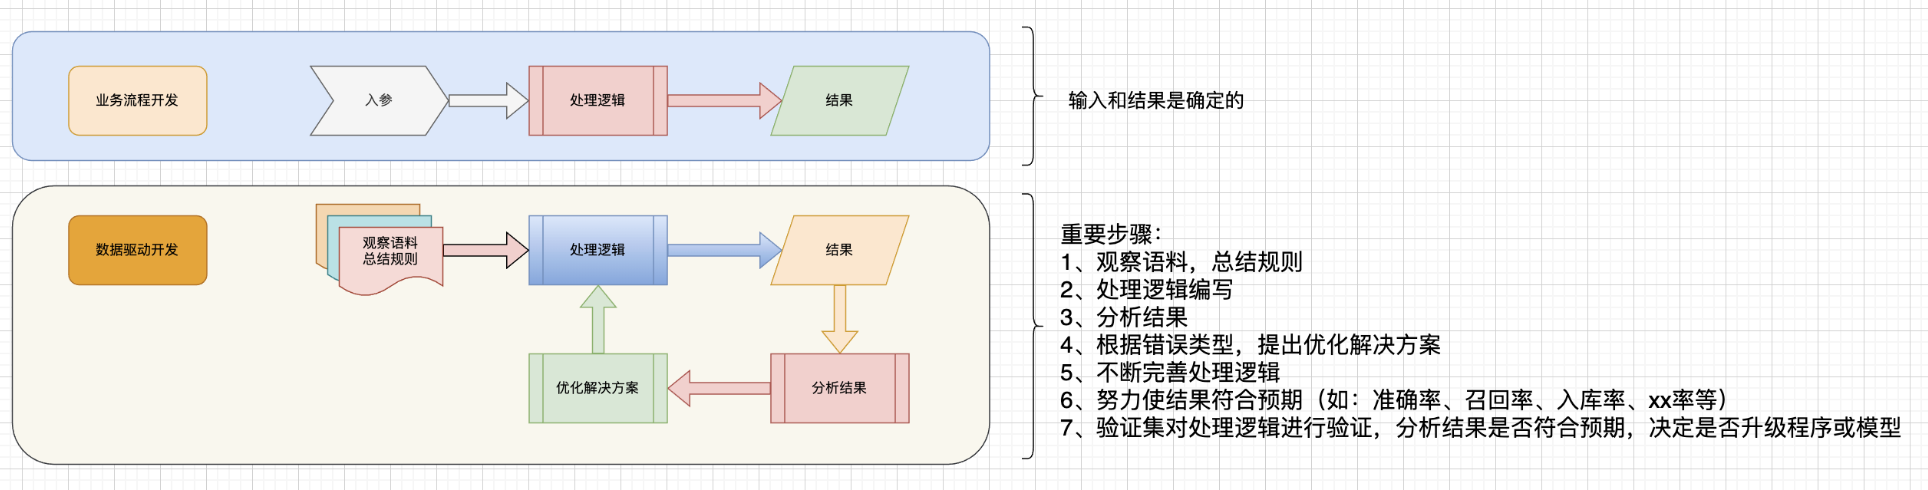 业务流程开发
入参
处理逻辑
结果
输入和结果是确定的
数据驱动开发
观察语料
总结规则
处理逻辑
结果
优化解决方案
分析结果
重要步骤：
1、观察语料，总结规则
2、处理逻辑编写
3、分析结果
4、根据错误类型，提出优化解决方案
5、不断完善处理逻辑
6、努力使结果符合预期（如：准确率、召回率、入库率、xx率等）
7、验证集对处理逻辑进行验证，分析结果是否符合预期，决定是否升级程序或模型